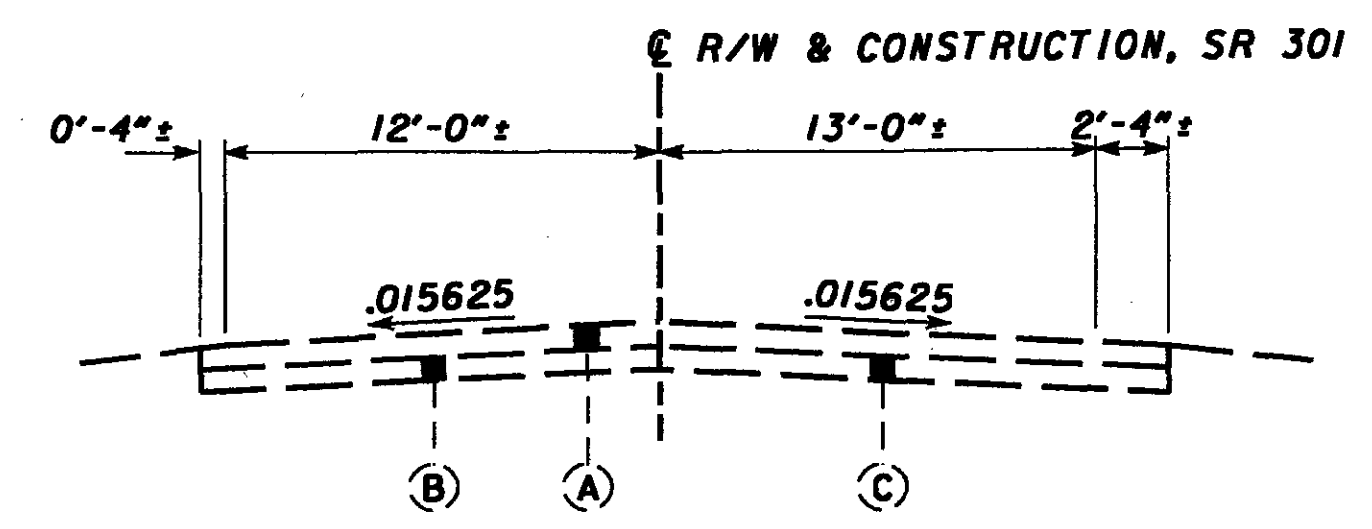 ℄ R/W & CONSTRUCTION, SR 301
0'-4"± 12'-0"± 13'-0"± 2'-4"±
.015625 .015625
B A C